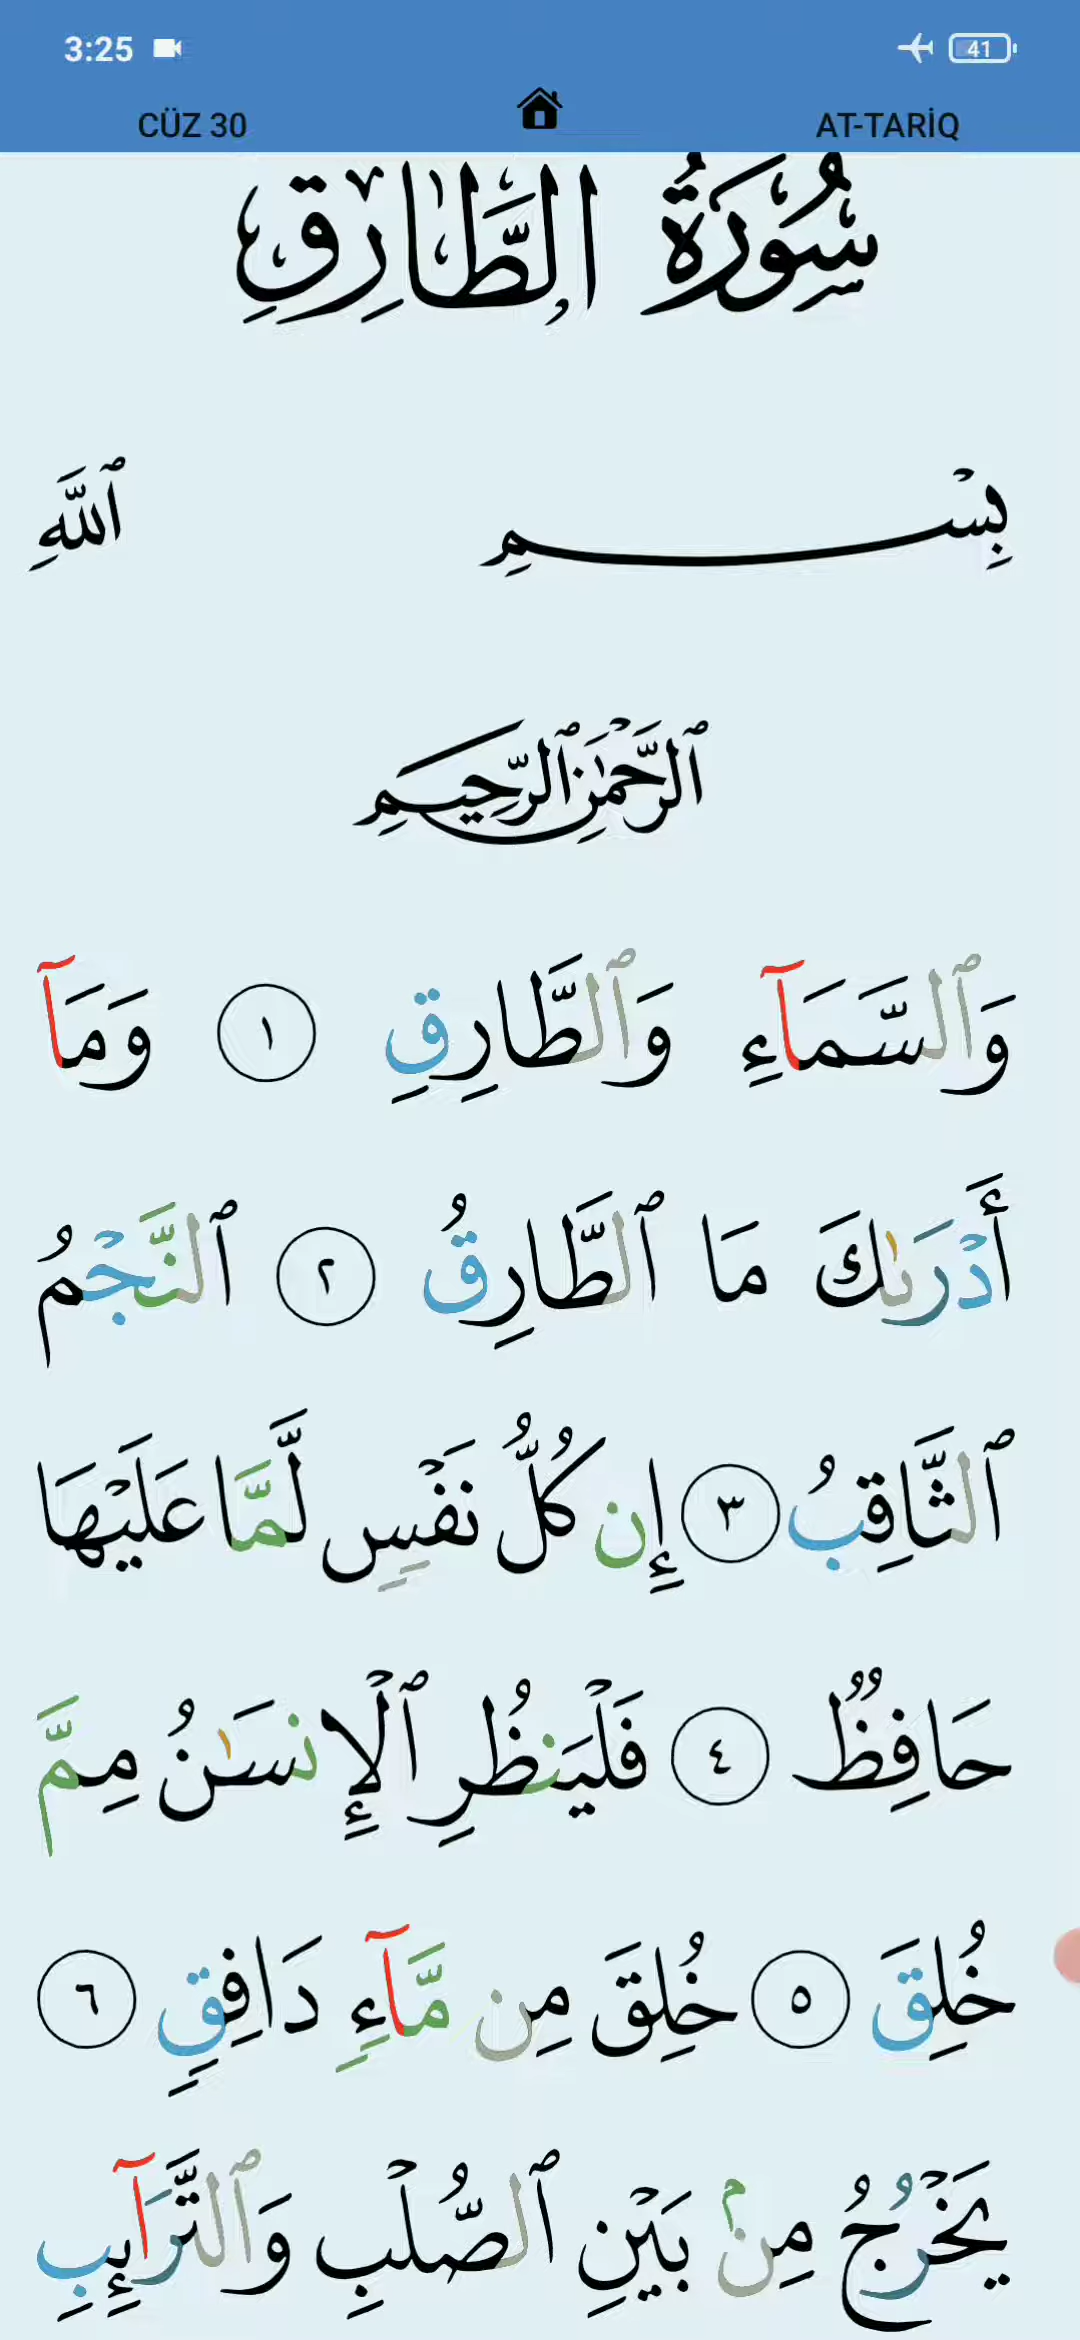 3:25 41
CÜZ 30 AT-TARİQ
سُورَةُ الطَّارِقِ
بِسْمِ ٱللَّهِ
ٱلرَّحْمَٰنِ ٱلرَّحِيمِ
وَٱلسَّمَآءِ وَٱلطَّارِقِ ١ وَمَآ
أَدْرَىٰكَ مَا ٱلطَّارِقُ ٢ ٱلنَّجْمُ
ٱلثَّاقِبُ ٣ إِن كُلُّ نَفْسٍ لَّمَّا عَلَيْهَا
حَافِظٌ ٤ فَلْيَنظُرِ ٱلْإِنسَٰنُ مِمَّ
خُلِقَ ٥ خُلِقَ مِن مَّآءٍ دَافِقٍ ٦
يَخْرُجُ مِنۢ بَيْنِ ٱلصُّلْبِ وَٱلتَّرَآئِبِ